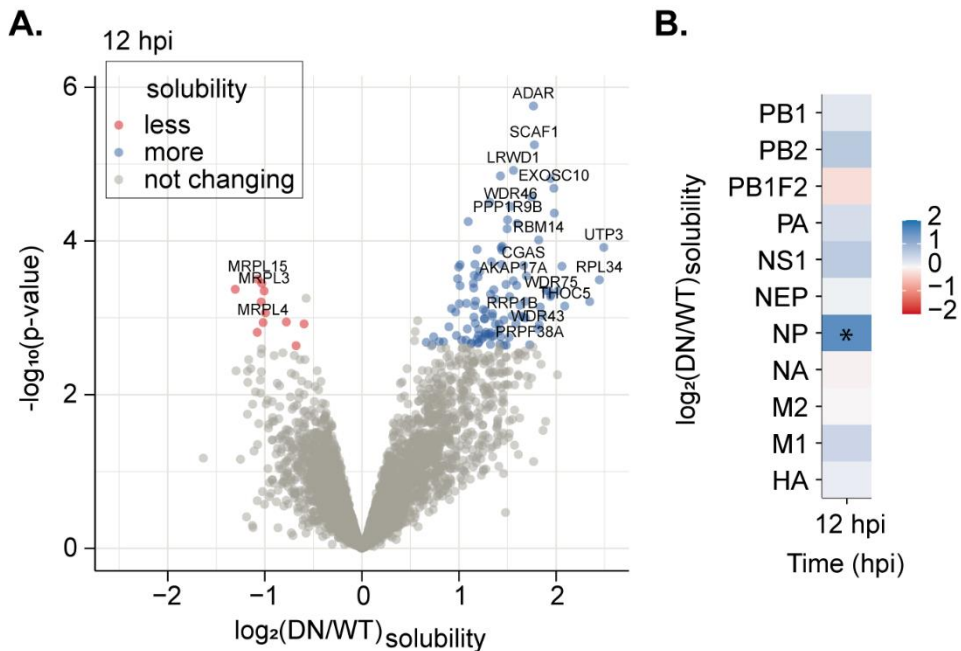 A.
12 hpi
solubility
less
more
not changing
6
4
2
0
-log₁₀(p-value)
ADAR
SCAF1
LRWD1
EXOSC10
WDR46
PPP1R9B
RBM14
UTP3
CGAS
AKAP17A
RPL34
WDR75
THOC5
RRP1B
WDR43
PRPF38A
MRPL15
MRPL3
MRPL4
−2
−1
0
1
2
log₂(DN/WT)solubility
B.
PB1
PB2
PB1F2
PA
NS1
NEP
NP
NA
M2
M1
HA
*
12 hpi
Time (hpi)
log₂(DN/WT)solubility
2
1
0
−1
−2